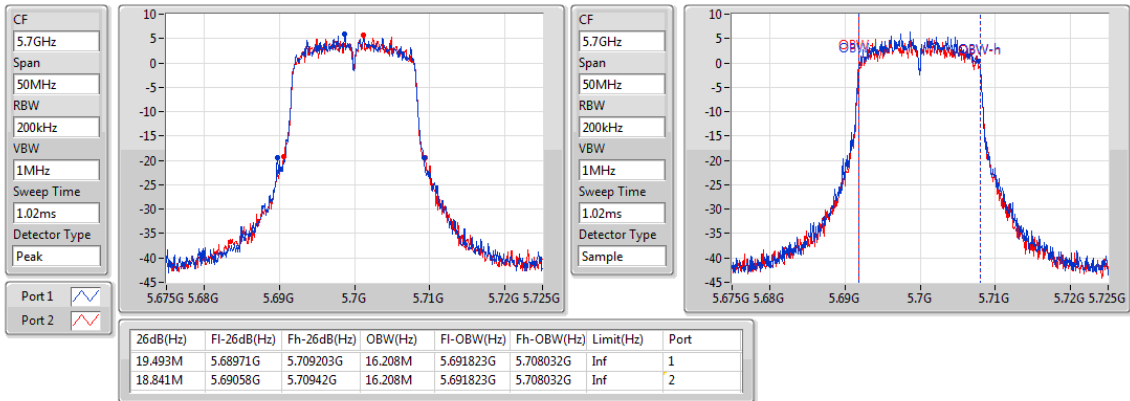 CF
5.7GHz
Span
50MHz
RBW
200kHz
VBW
1MHz
Sweep Time
1.02ms
Detector Type
Peak
Port 1
Port 2
10
5
0
-5
-10
-15
-20
-25
-30
-35
-40
-45
5.675G 5.68G 5.69G 5.7G 5.71G 5.72G 5.725G
CF
5.7GHz
Span
50MHz
RBW
200kHz
VBW
1MHz
Sweep Time
1.02ms
Detector Type
Sample
10
5
0
-5
-10
-15
-20
-25
-30
-35
-40
-45
OBW-h
5.675G 5.68G 5.69G 5.7G 5.71G 5.72G 5.725G
26dB(Hz) Fl-26dB(Hz) Fh-26dB(Hz) OBW(Hz) Fl-OBW(Hz) Fh-OBW(Hz) Limit(Hz) Port
19.493M 5.68971G 5.709203G 16.208M 5.691823G 5.708032G Inf 1
18.841M 5.69058G 5.70942G 16.208M 5.691823G 5.708032G Inf 2